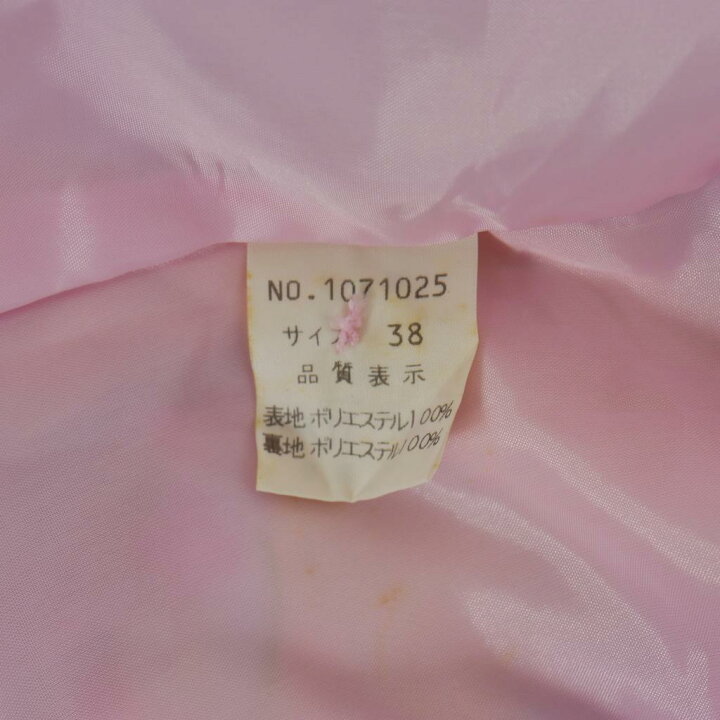 NO.1071025
サイズ 38
品質表示
表地 ポリエステル100%
裏地 ポリエステル100%